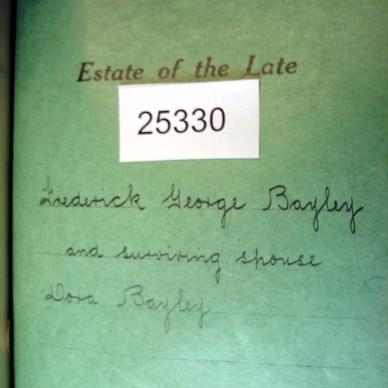 Estate of the Late
25330
Frederick George Bayley
and surviving spouse
Dora Bayley